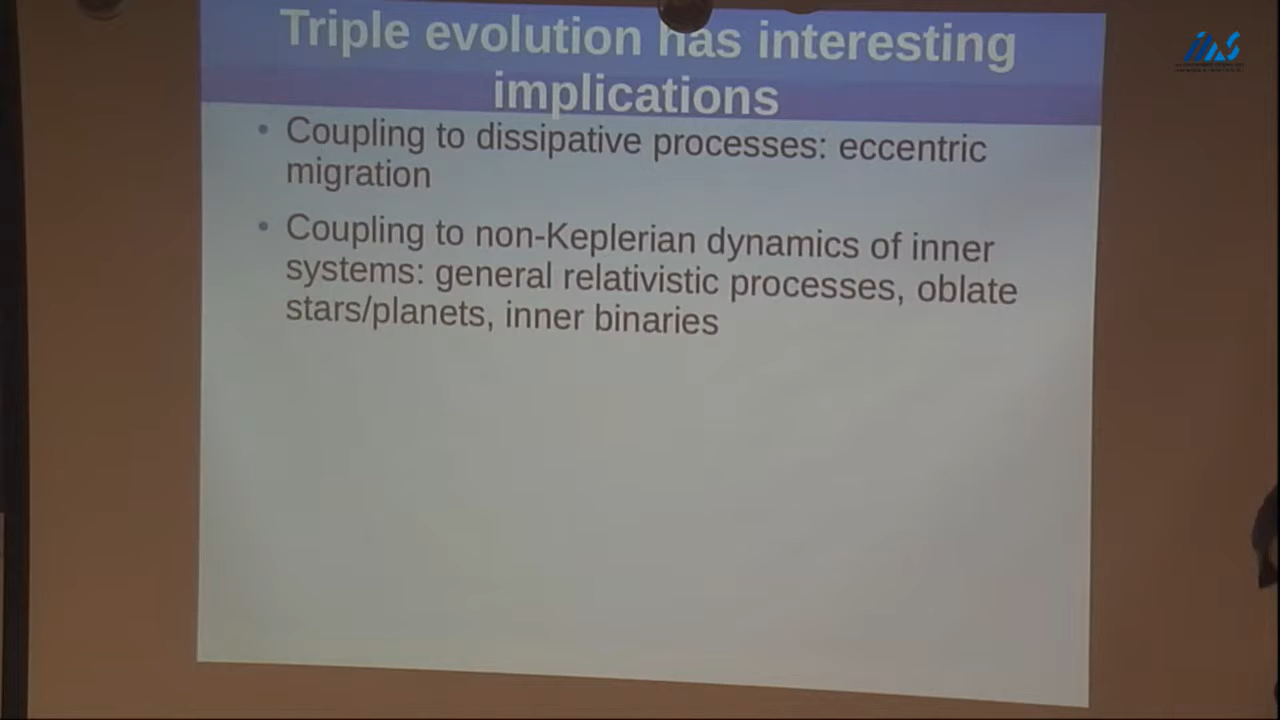 Triple evolution has interesting
implications
• Coupling to dissipative processes: eccentric
migration
• Coupling to non-Keplerian dynamics of inner
systems: general relativistic processes, oblate
stars/planets, inner binaries